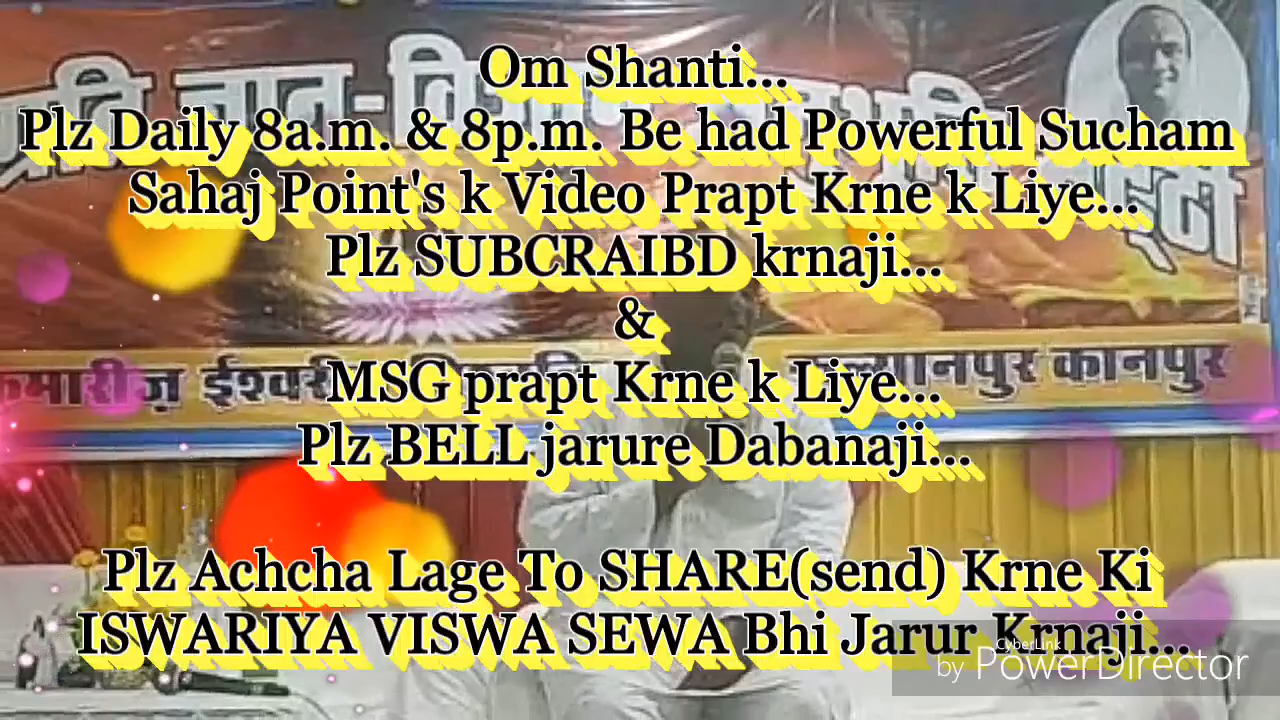 Om Shanti...
Plz Daily 8a.m. & 8p.m. Be had Powerful Sucham
Sahaj Point's k Video Prapt Krne k Liye...
Plz SUBCRAIBD krnaji...
&
MSG prapt Krne k Liye...
Plz BELL jarure Dabanaji...
Plz Achcha Lage To SHARE(send) Krne Ki
ISWARIYA VISWA SEWA Bhi Jarur Krnaji...
ज्ञान
कानपुर
CyberLink
by PowerDirector